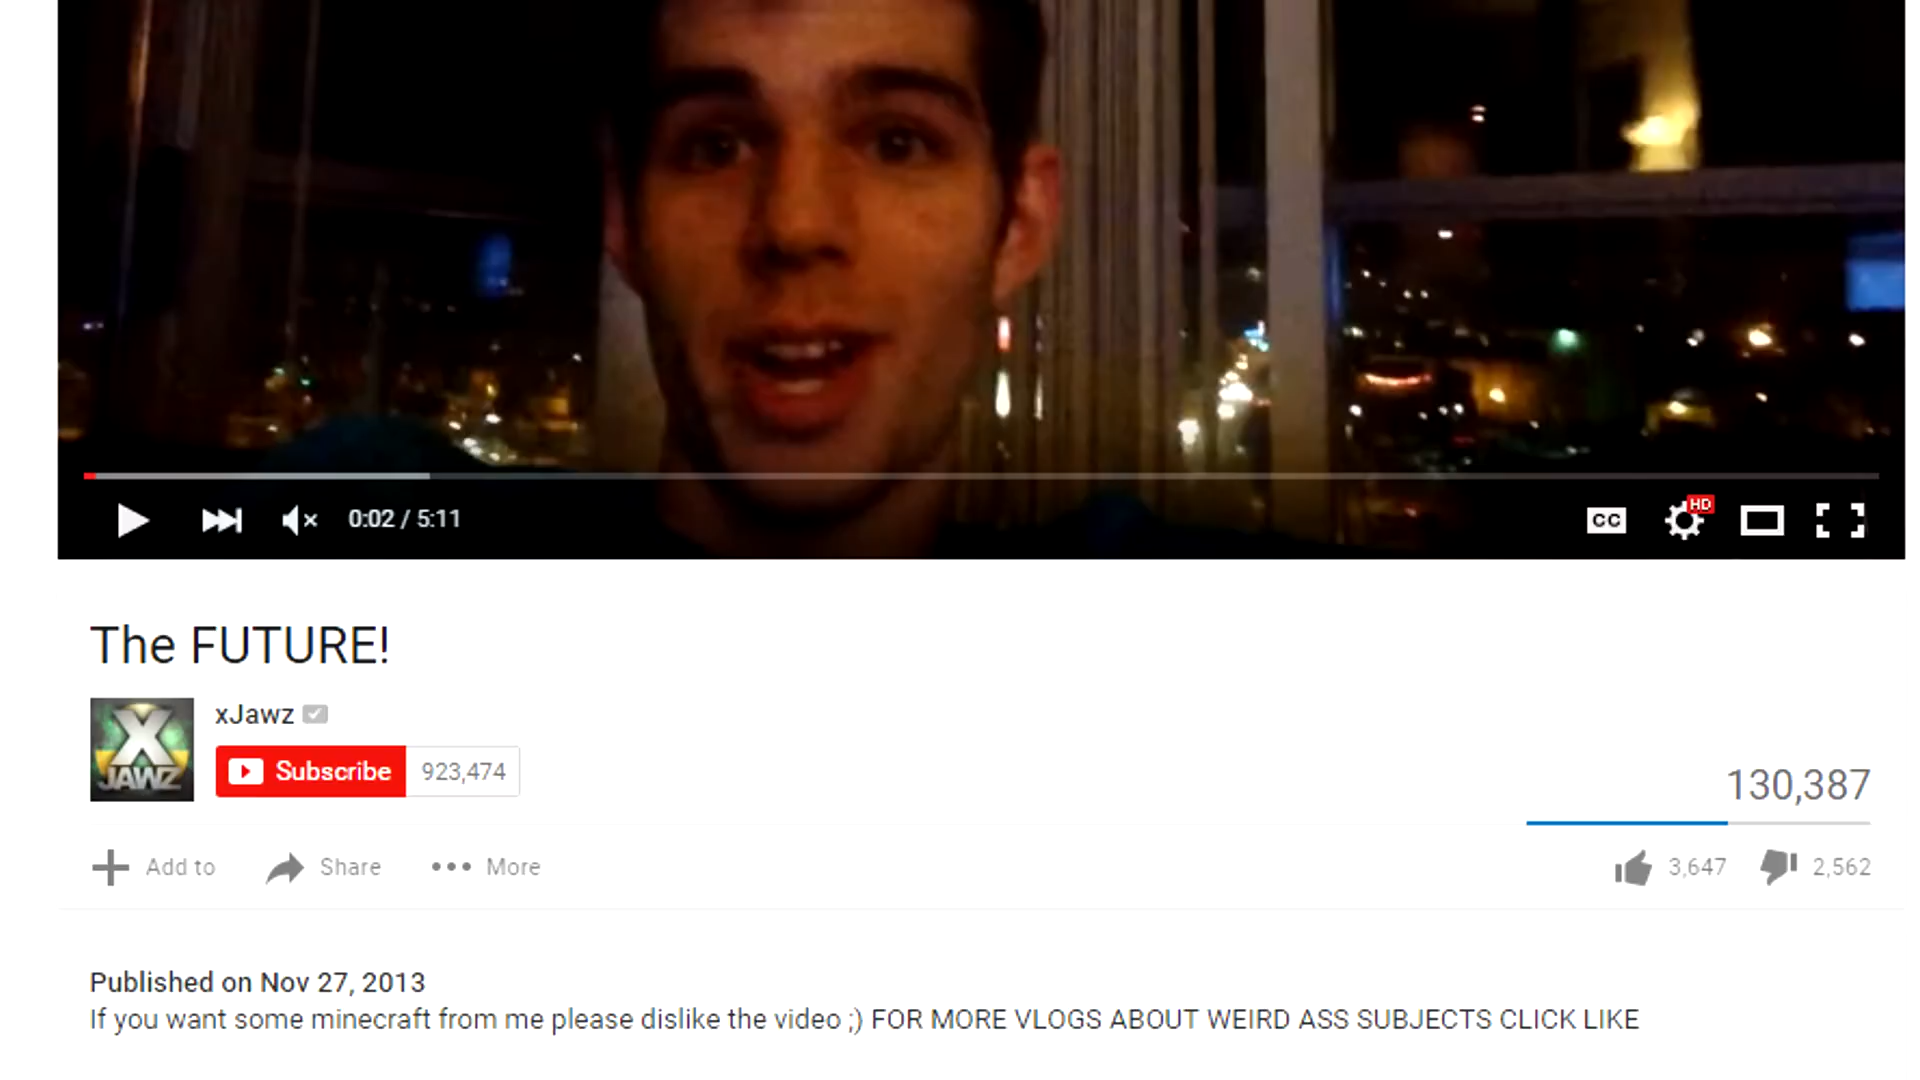 0:02 / 5:11
CC
HD
The FUTURE!
X
JAWZ
xJawz
Subscribe 923,474
130,387
Add to Share More 3,647 2,562
Published on Nov 27, 2013
If you want some minecraft from me please dislike the video ;) FOR MORE VLOGS ABOUT WEIRD ASS SUBJECTS CLICK LIKE